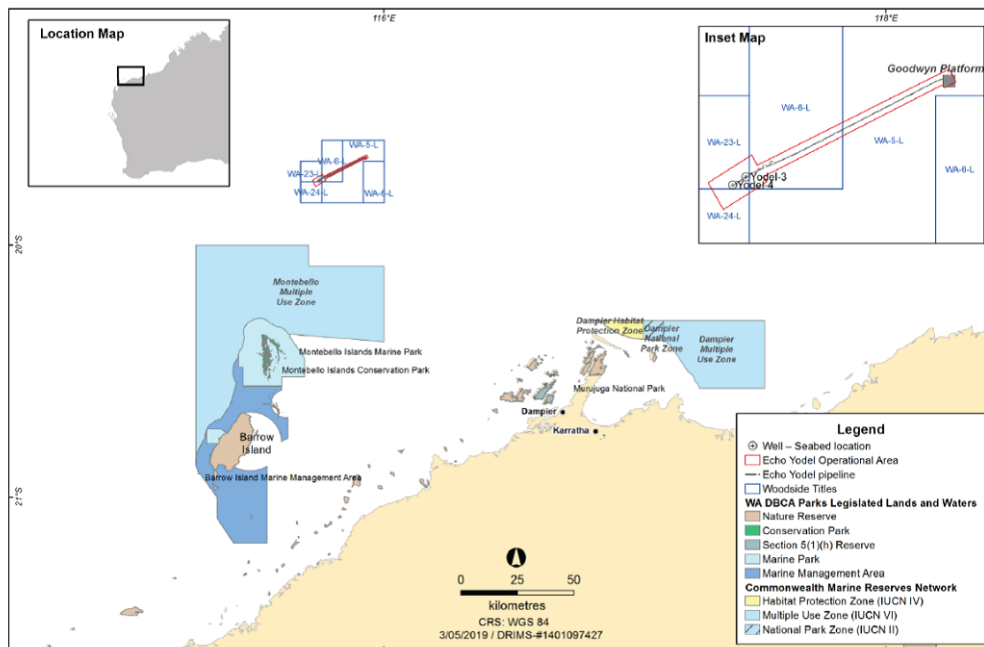 116°E
118°E
Location Map
Inset Map
Goodwyn Platform
WA-6-L
WA-5-L
WA-23-L
WA-6-L
Yodel-3
Yodel-4
WA-24-L
WA-5-L
WA-6-L
WA-23-L
WA-24-L
WA-6-L
20°S
Montebello
Multiple
Use Zone
Dampier Habitat
Protection Zone
Dampier
National
Park Zone
Dampier
Multiple
Use Zone
Montebello Islands Marine Park
Montebello Islands Conservation Park
Murujuga National Park
Dampier
Karratha
Barrow
Island
Barrow Island Marine Management Area
21°S
0 25 50
kilometres
CRS: WGS 84
3/05/2019 / DRIMS-#1401097427
Legend
Well – Seabed location
Echo Yodel Operational Area
Echo Yodel pipeline
Woodside Titles
WA DBCA Parks Legislated Lands and Waters
Nature Reserve
Conservation Park
Section 5(1)(h) Reserve
Marine Park
Marine Management Area
Commonwealth Marine Reserves Network
Habitat Protection Zone (IUCN IV)
Multiple Use Zone (IUCN VI)
National Park Zone (IUCN II)